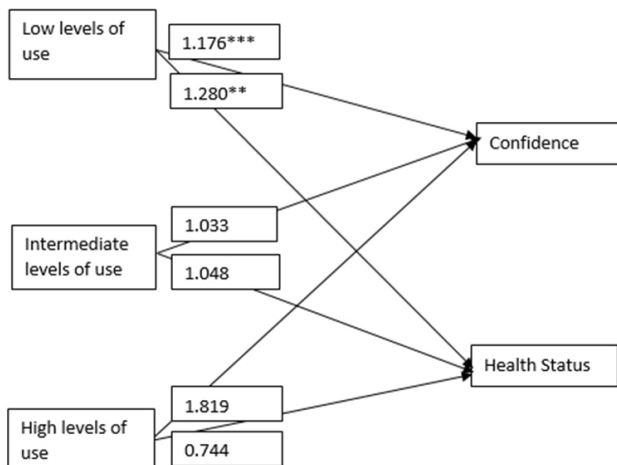 Low levels of
use
1.176***
1.280**
Confidence
Intermediate
levels of use
1.033
1.048
Health Status
High levels of
use
1.819
0.744